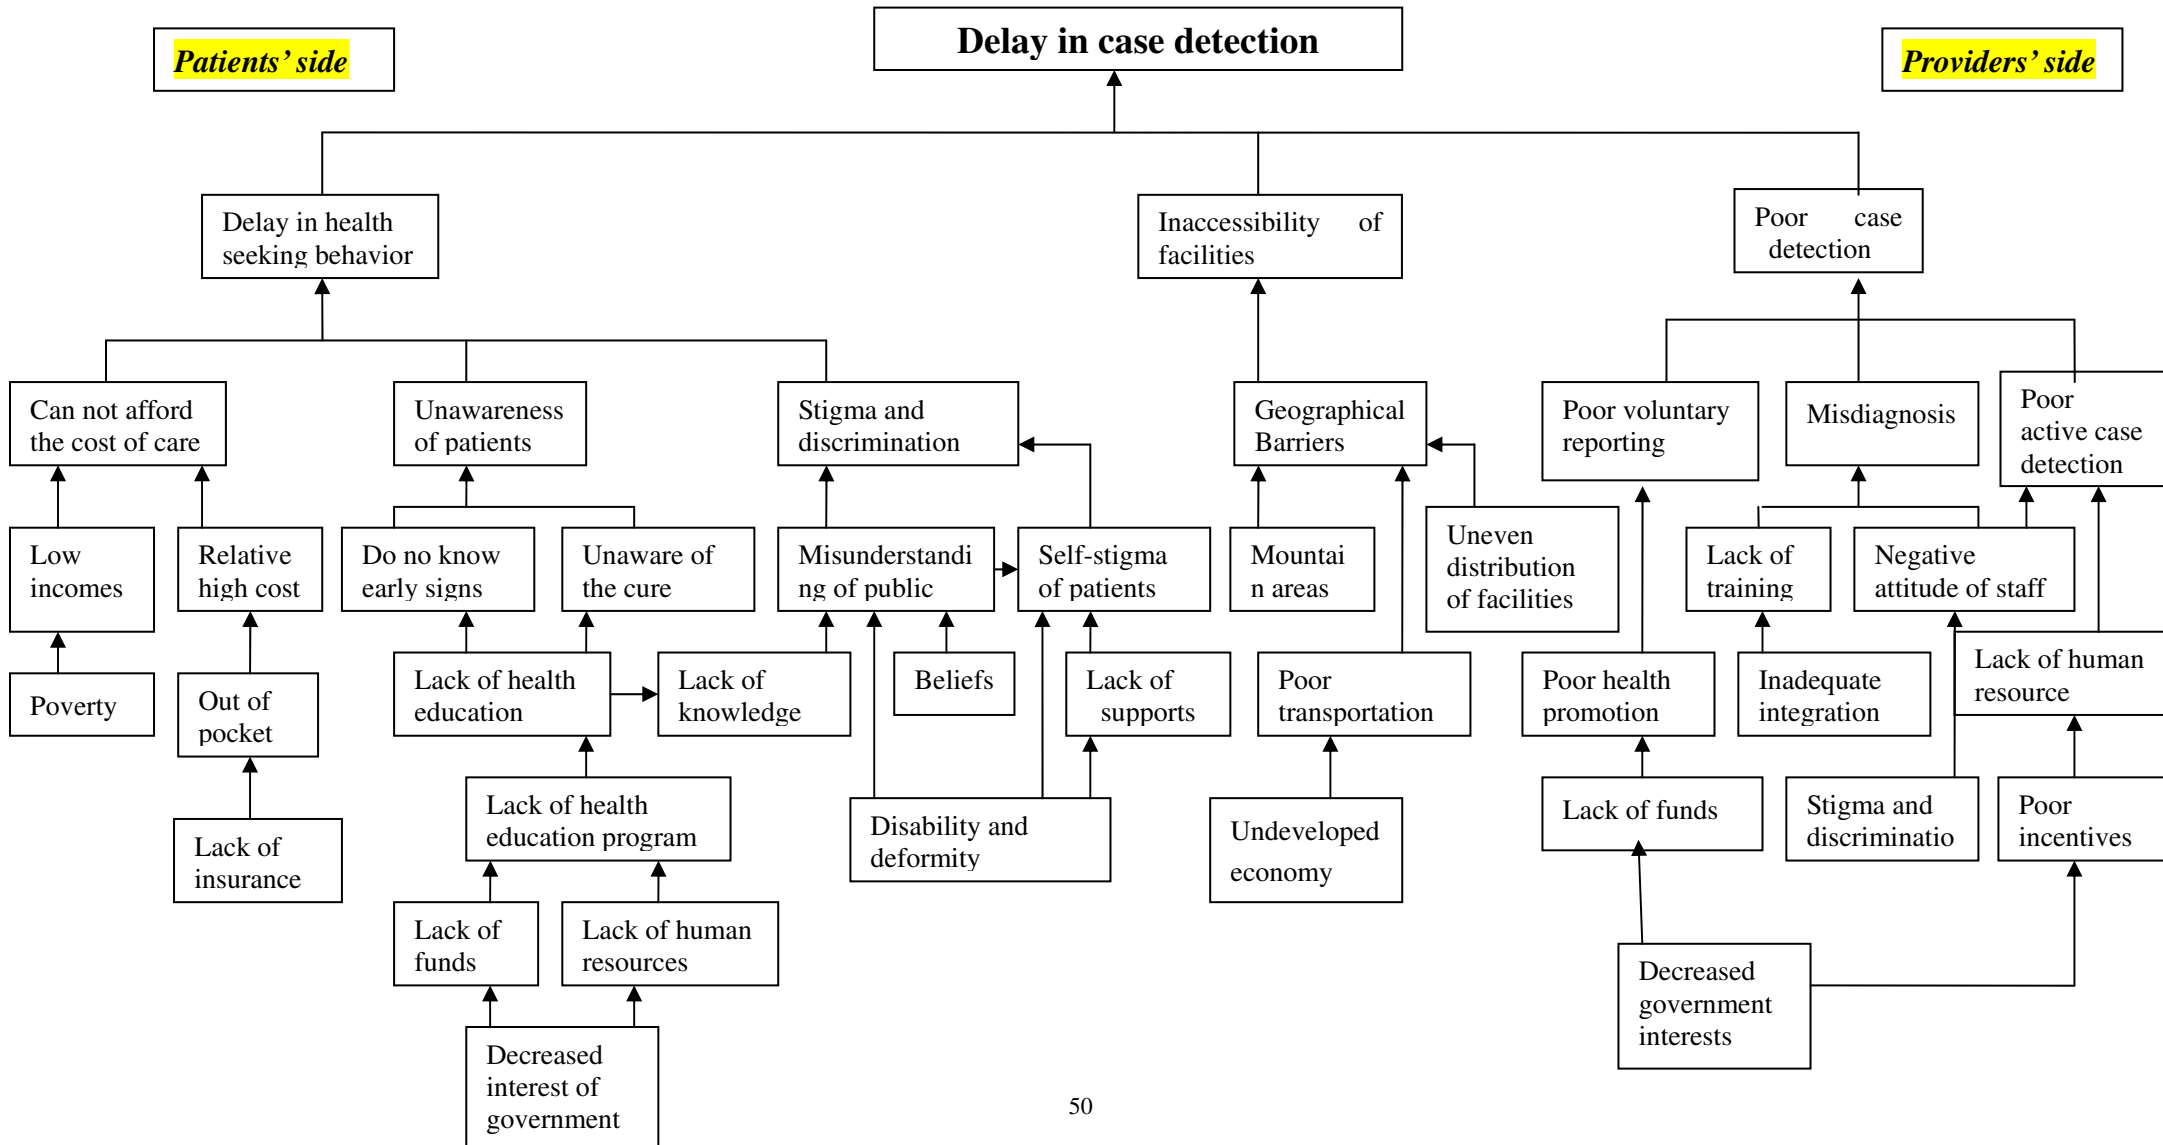 Patients' side
Delay in case detection
Providers' side
Delay in health
seeking behavior
Inaccessibility of
facilities
Poor case
detection
Can not afford
the cost of care
Unawareness
of patients
Stigma and
discrimination
Geographical
Barriers
Poor voluntary
reporting
Misdiagnosis
Poor
active case
detection
Low
incomes
Relative
high cost
Do no know
early signs
Unaware of
the cure
Misunderstandi
ng of public
Self-stigma
of patients
Mountai
n areas
Uneven
distribution
of facilities
Lack of
training
Negative
attitude of staff
Poverty
Out of
pocket
Lack of health
education
Lack of
knowledge
Beliefs
Lack of
supports
Poor
transportation
Poor health
promotion
Inadequate
integration
Lack of human
resource
Lack of
insurance
Lack of health
education program
Disability and
deformity
Undeveloped
economy
Lack of funds
Stigma and
discriminatio
Poor
incentives
Lack of
funds
Lack of human
resources
Decreased
government
interests
Decreased
interest of
government
50